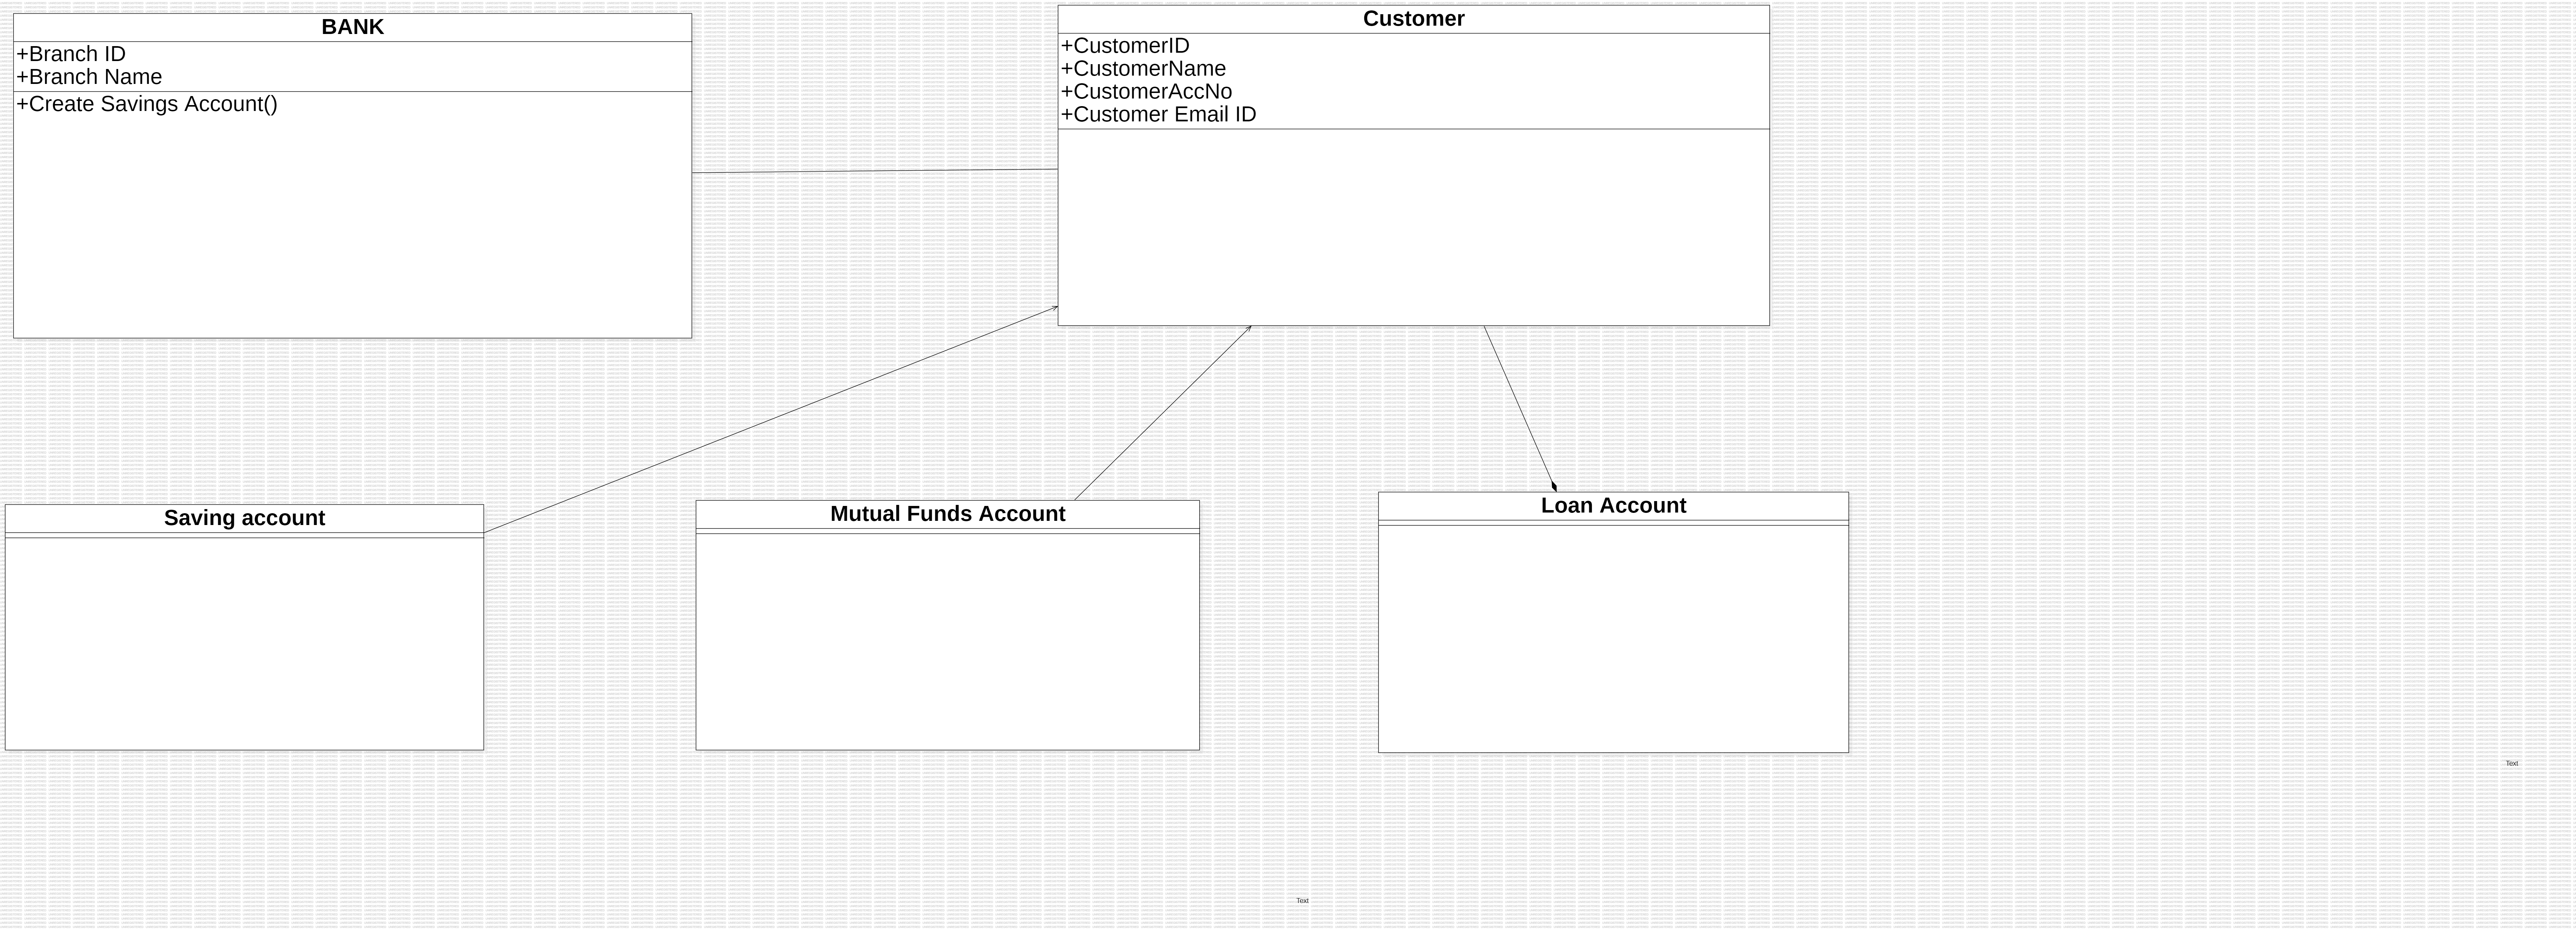 BANK
+Branch ID
+Branch Name
+Create Savings Account()
Customer
+CustomerID
+CustomerName
+CustomerAccNo
+Customer Email ID
Saving account
Mutual Funds Account
Loan Account
Text
Text